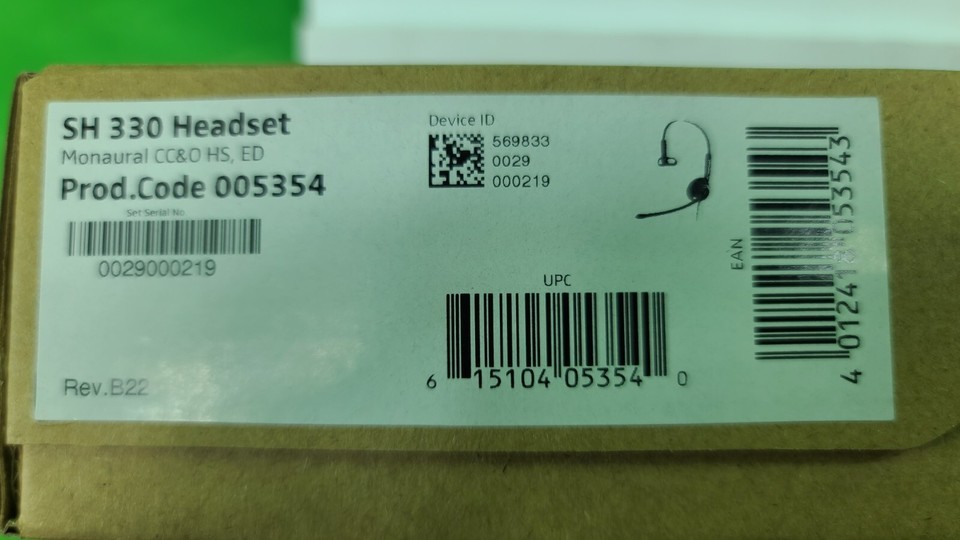 SH 330 Headset
Monaural CC&O HS, ED
Prod.Code 005354
Set Serial No.
0029000219
Rev.B22
Device ID
569833
0029
000219
UPC
6 15104 05354 0
EAN
4 012418 053543